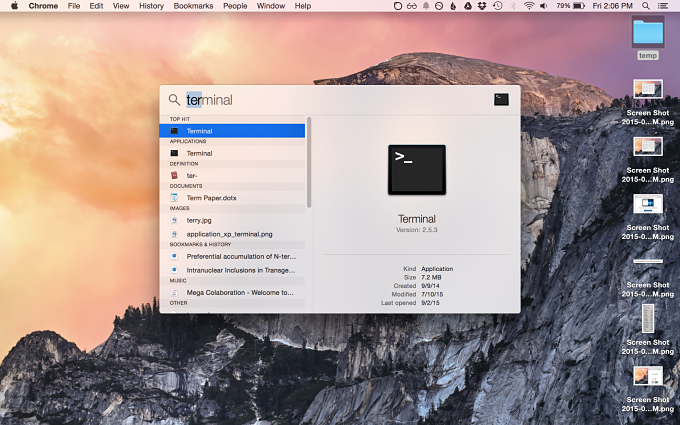 Chrome File Edit View History Bookmarks People Window Help 79% Fri 2:06 PM
temp
terminal
TOP HIT
Terminal
APPLICATIONS
Terminal
DEFINITION
ter-
DOCUMENTS
Term Paper.dotx
IMAGES
terry.jpg
application_xp_terminal.png
BOOKMARKS & HISTORY
Preferential accumulation of N-ter...
Intranuclear Inclusions in Transge...
MUSIC
Mega Colaboration - Welcome to...
OTHER
>_
Terminal
Version: 2.5.3
Kind Application
Size 7.2 MB
Created 9/9/14
Modified 7/10/15
Last opened 9/2/15
Screen Shot
2015-0...M.png
Screen Shot
2015-0...M.png
Screen Shot
2015-0...M.png
Screen Shot
2015-0...M.png
Screen Shot
2015-0...M.png
Screen Shot
2015-0...M.png